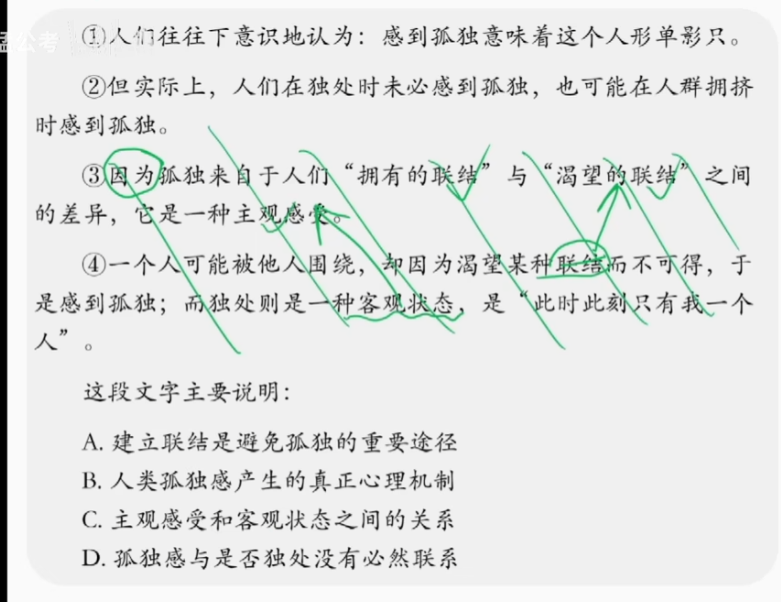 孟公考
①人们往往下意识地认为：感到孤独意味着这个人形单影只。
②但实际上，人们在独处时未必感到孤独，也可能在人群拥挤
时感到孤独。
③因为孤独来自于人们“拥有的联结”与“渴望的联结”之间
的差异，它是一种主观感受。
④一个人可能被他人围绕，却因为渴望某种联结而不可得，于
是感到孤独；而独处则是一种客观状态，是“此时此刻只有我一个
人”。
这段文字主要说明：
A. 建立联结是避免孤独的重要途径
B. 人类孤独感产生的真正心理机制
C. 主观感受和客观状态之间的关系
D. 孤独感与是否独处没有必然联系